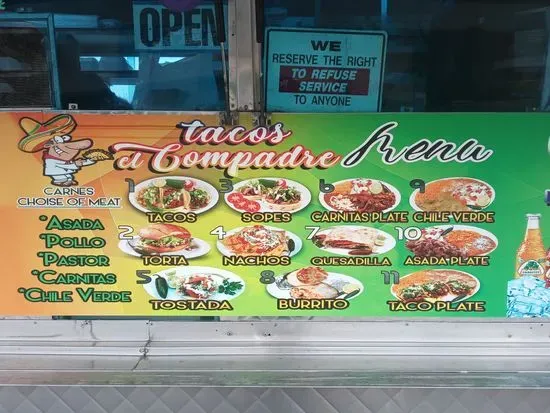 OPEN
WE
RESERVE THE RIGHT
TO REFUSE
SERVICE
TO ANYONE
tacos
el Compadre
Menu
CARNES
CHOISE OF MEAT
*ASADA
*POLLO
*PASTOR
*CARNITAS
*CHILE VERDE
1 TACOS
3 SOPES
6 CARNITAS PLATE
9 CHILE VERDE
2 TORTA
4 NACHOS
7 QUESADILLA
10 ASADA PLATE
5 TOSTADA
8 BURRITO
11 TACO PLATE